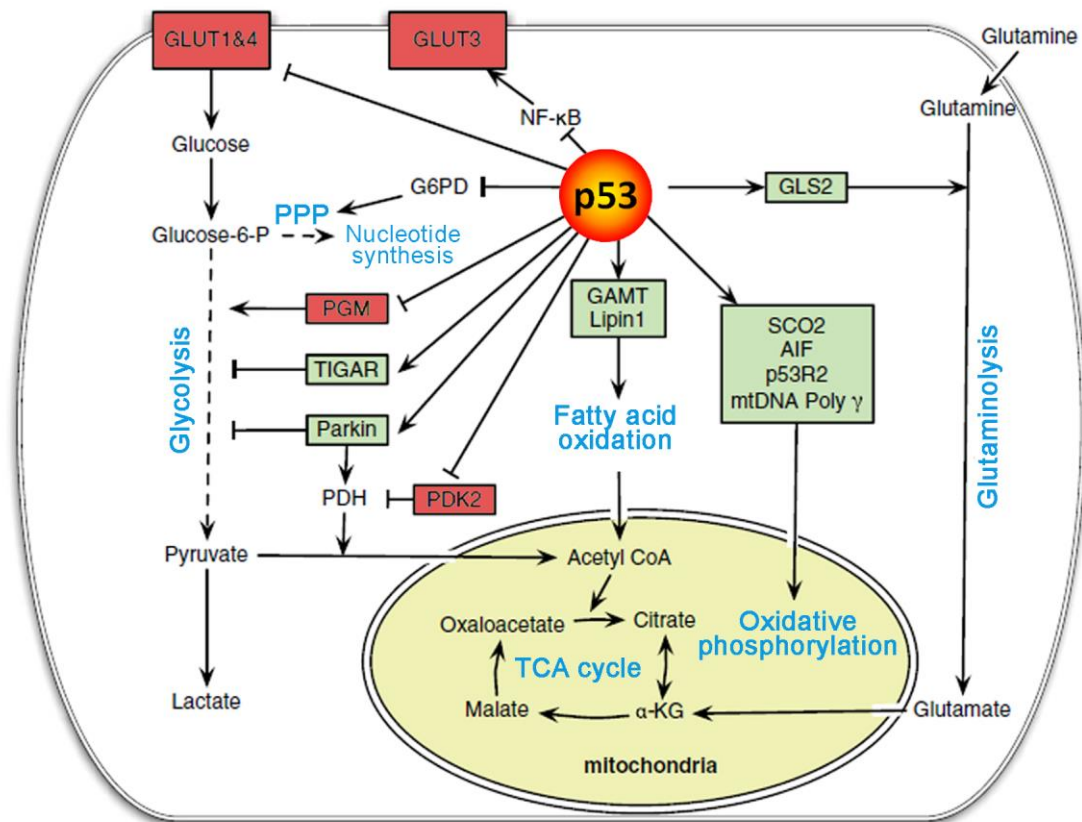 GLUT1&4
GLUT3
Glutamine
NF-κB
Glutamine
Glucose
G6PD
p53
GLS2
PPP
Glucose-6-P
Nucleotide
synthesis
PGM
GAMT
Lipin1
SCO2
AIF
p53R2
mtDNA Poly γ
TIGAR
Glycolysis
Parkin
Fatty acid
oxidation
Glutaminolysis
PDH
PDK2
Pyruvate
Acetyl CoA
Oxaloacetate
Citrate
Oxidative
phosphorylation
TCA cycle
Lactate
Malate
α-KG
Glutamate
mitochondria